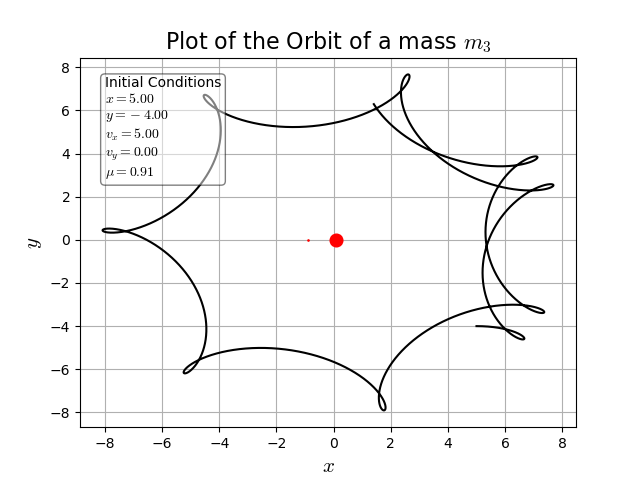 Plot of the Orbit of a mass m₃
Initial Conditions
x = 5.00
y = − 4.00
vₓ = 5.00
v_y = 0.00
μ = 0.91
8
6
4
2
0
−2
−4
−6
−8
y
−8 −6 −4 −2 0 2 4 6 8
x